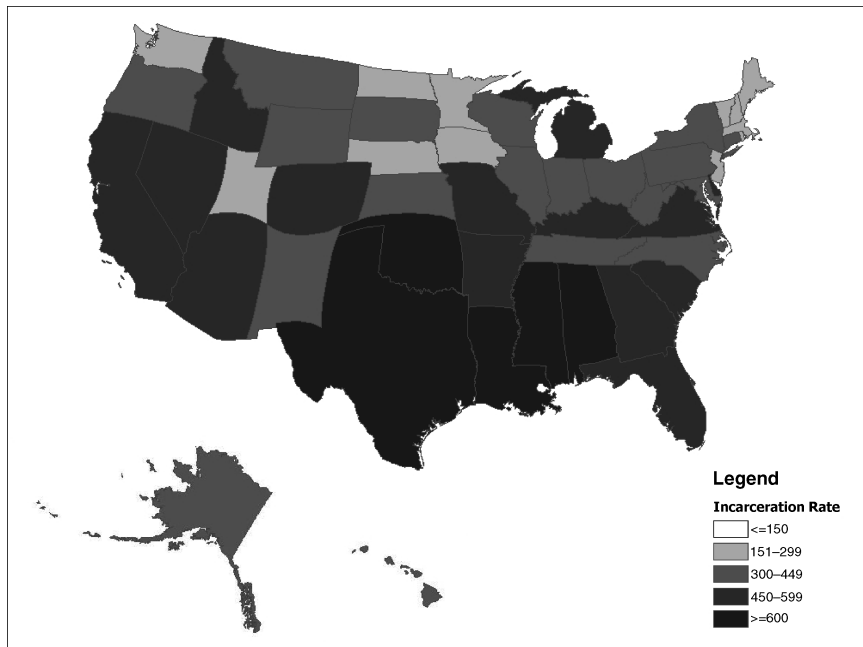 Legend
Incarceration Rate
<=150
151–299
300–449
450–599
>=600